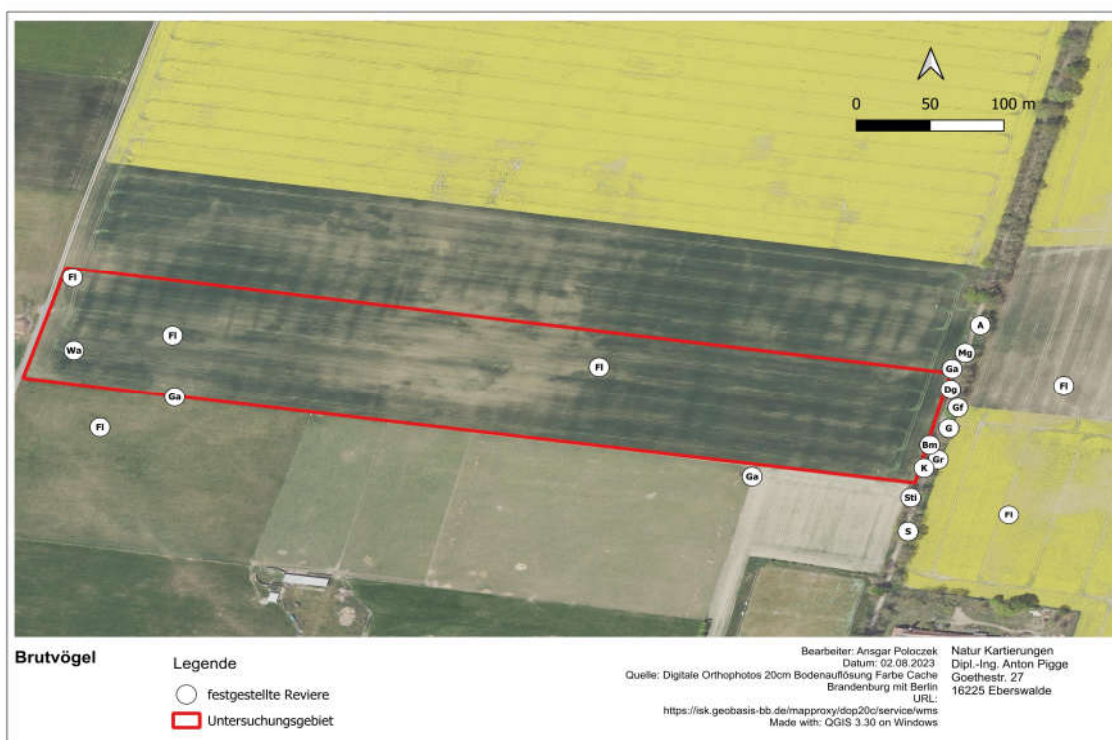 0 50 100 m
Fl
A
Mg
Wa
Fl
Fl
Ga
Dg
Fl
Ga
Gf
Fl
G
Bm
Gr
K
Ga
Sti
Fl
S
Brutvögel
Legende
festgestellte Reviere
Untersuchungsgebiet
Bearbeiter: Ansgar Poloczek
Datum: 02.08.2023
Quelle: Digitale Orthophotos 20cm Bodenauflösung Farbe Cache
Brandenburg mit Berlin
URL:
https://isk.geobasis-bb.de/mapproxy/dop20c/service/wms
Made with: QGIS 3.30 on Windows
Natur Kartierungen
Dipl.-Ing. Anton Pigge
Goethestr. 27
16225 Eberswalde